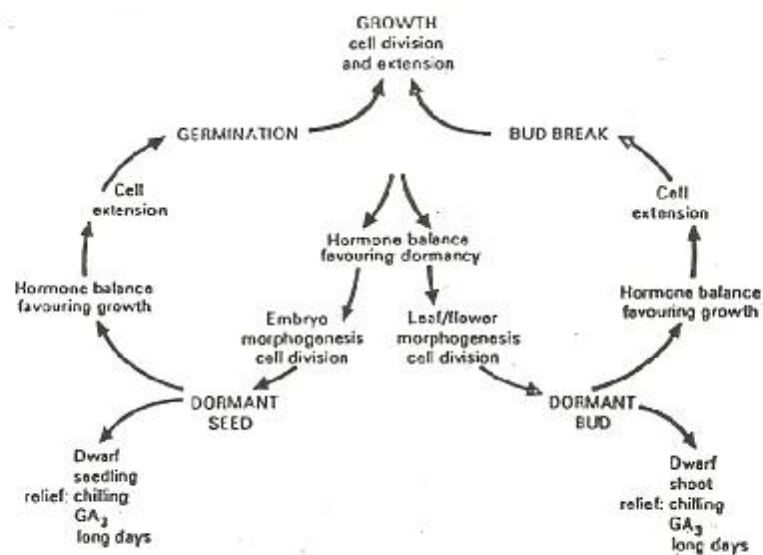 GROWTH
cell division
and extension
GERMINATION
BUD BREAK
Cell
extension
Cell
extension
Hormone balance
favouring dormancy
Hormone balance
favouring growth
Hormone balance
favouring growth
Embryo
morphogenesis
cell division
Leaf/flower
morphogenesis
cell division
DORMANT
SEED
DORMANT
BUD
Dwarf
seedling
relief: chilling
GA₃
long days
Dwarf
shoot
relief: chilling
GA₃
long days